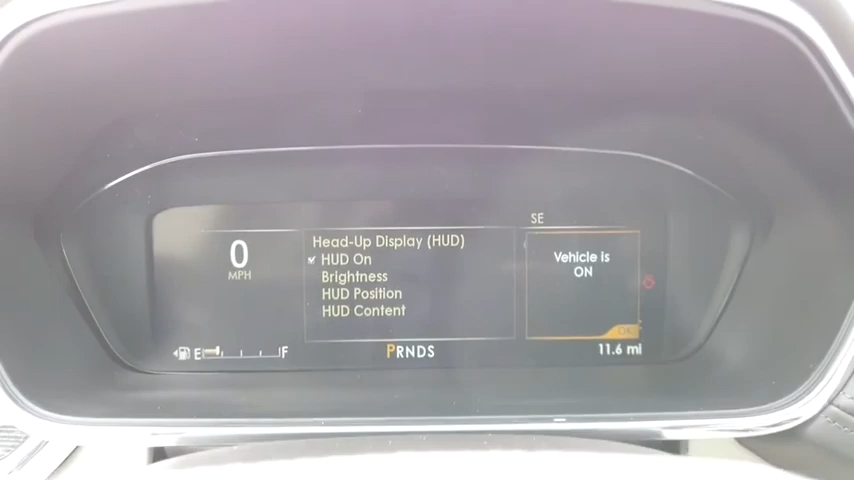 SE
0
MPH
Head-Up Display (HUD)
HUD On
Brightness
HUD Position
HUD Content
Vehicle is
ON
OK
E F
PRNDS
11.6 mi